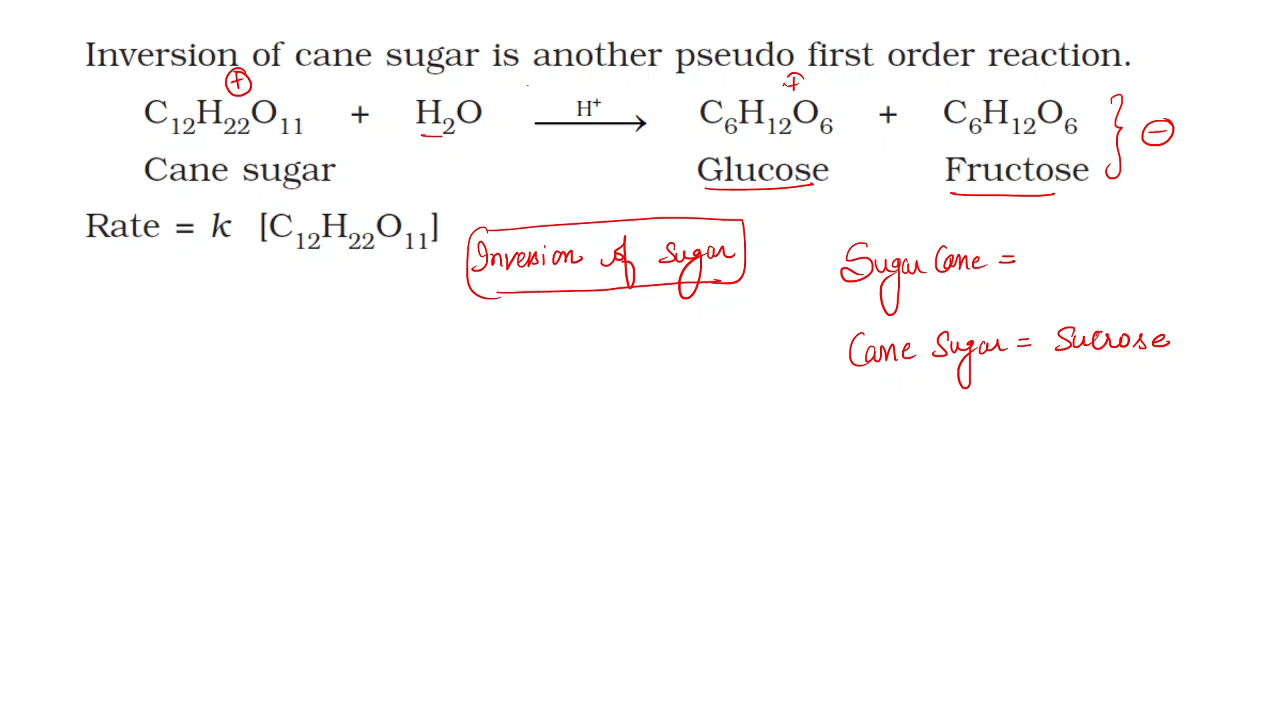 Inversion of cane sugar is another pseudo first order reaction.
+ +
C₁₂H₂₂O₁₁ + H₂O H⁺ ⟶ C₆H₁₂O₆ + C₆H₁₂O₆ } −
Cane sugar Glucose Fructose
Rate = k [C₁₂H₂₂O₁₁]
Inversion of Sugar
Sugar Cane =
Cane Sugar = Sucrose